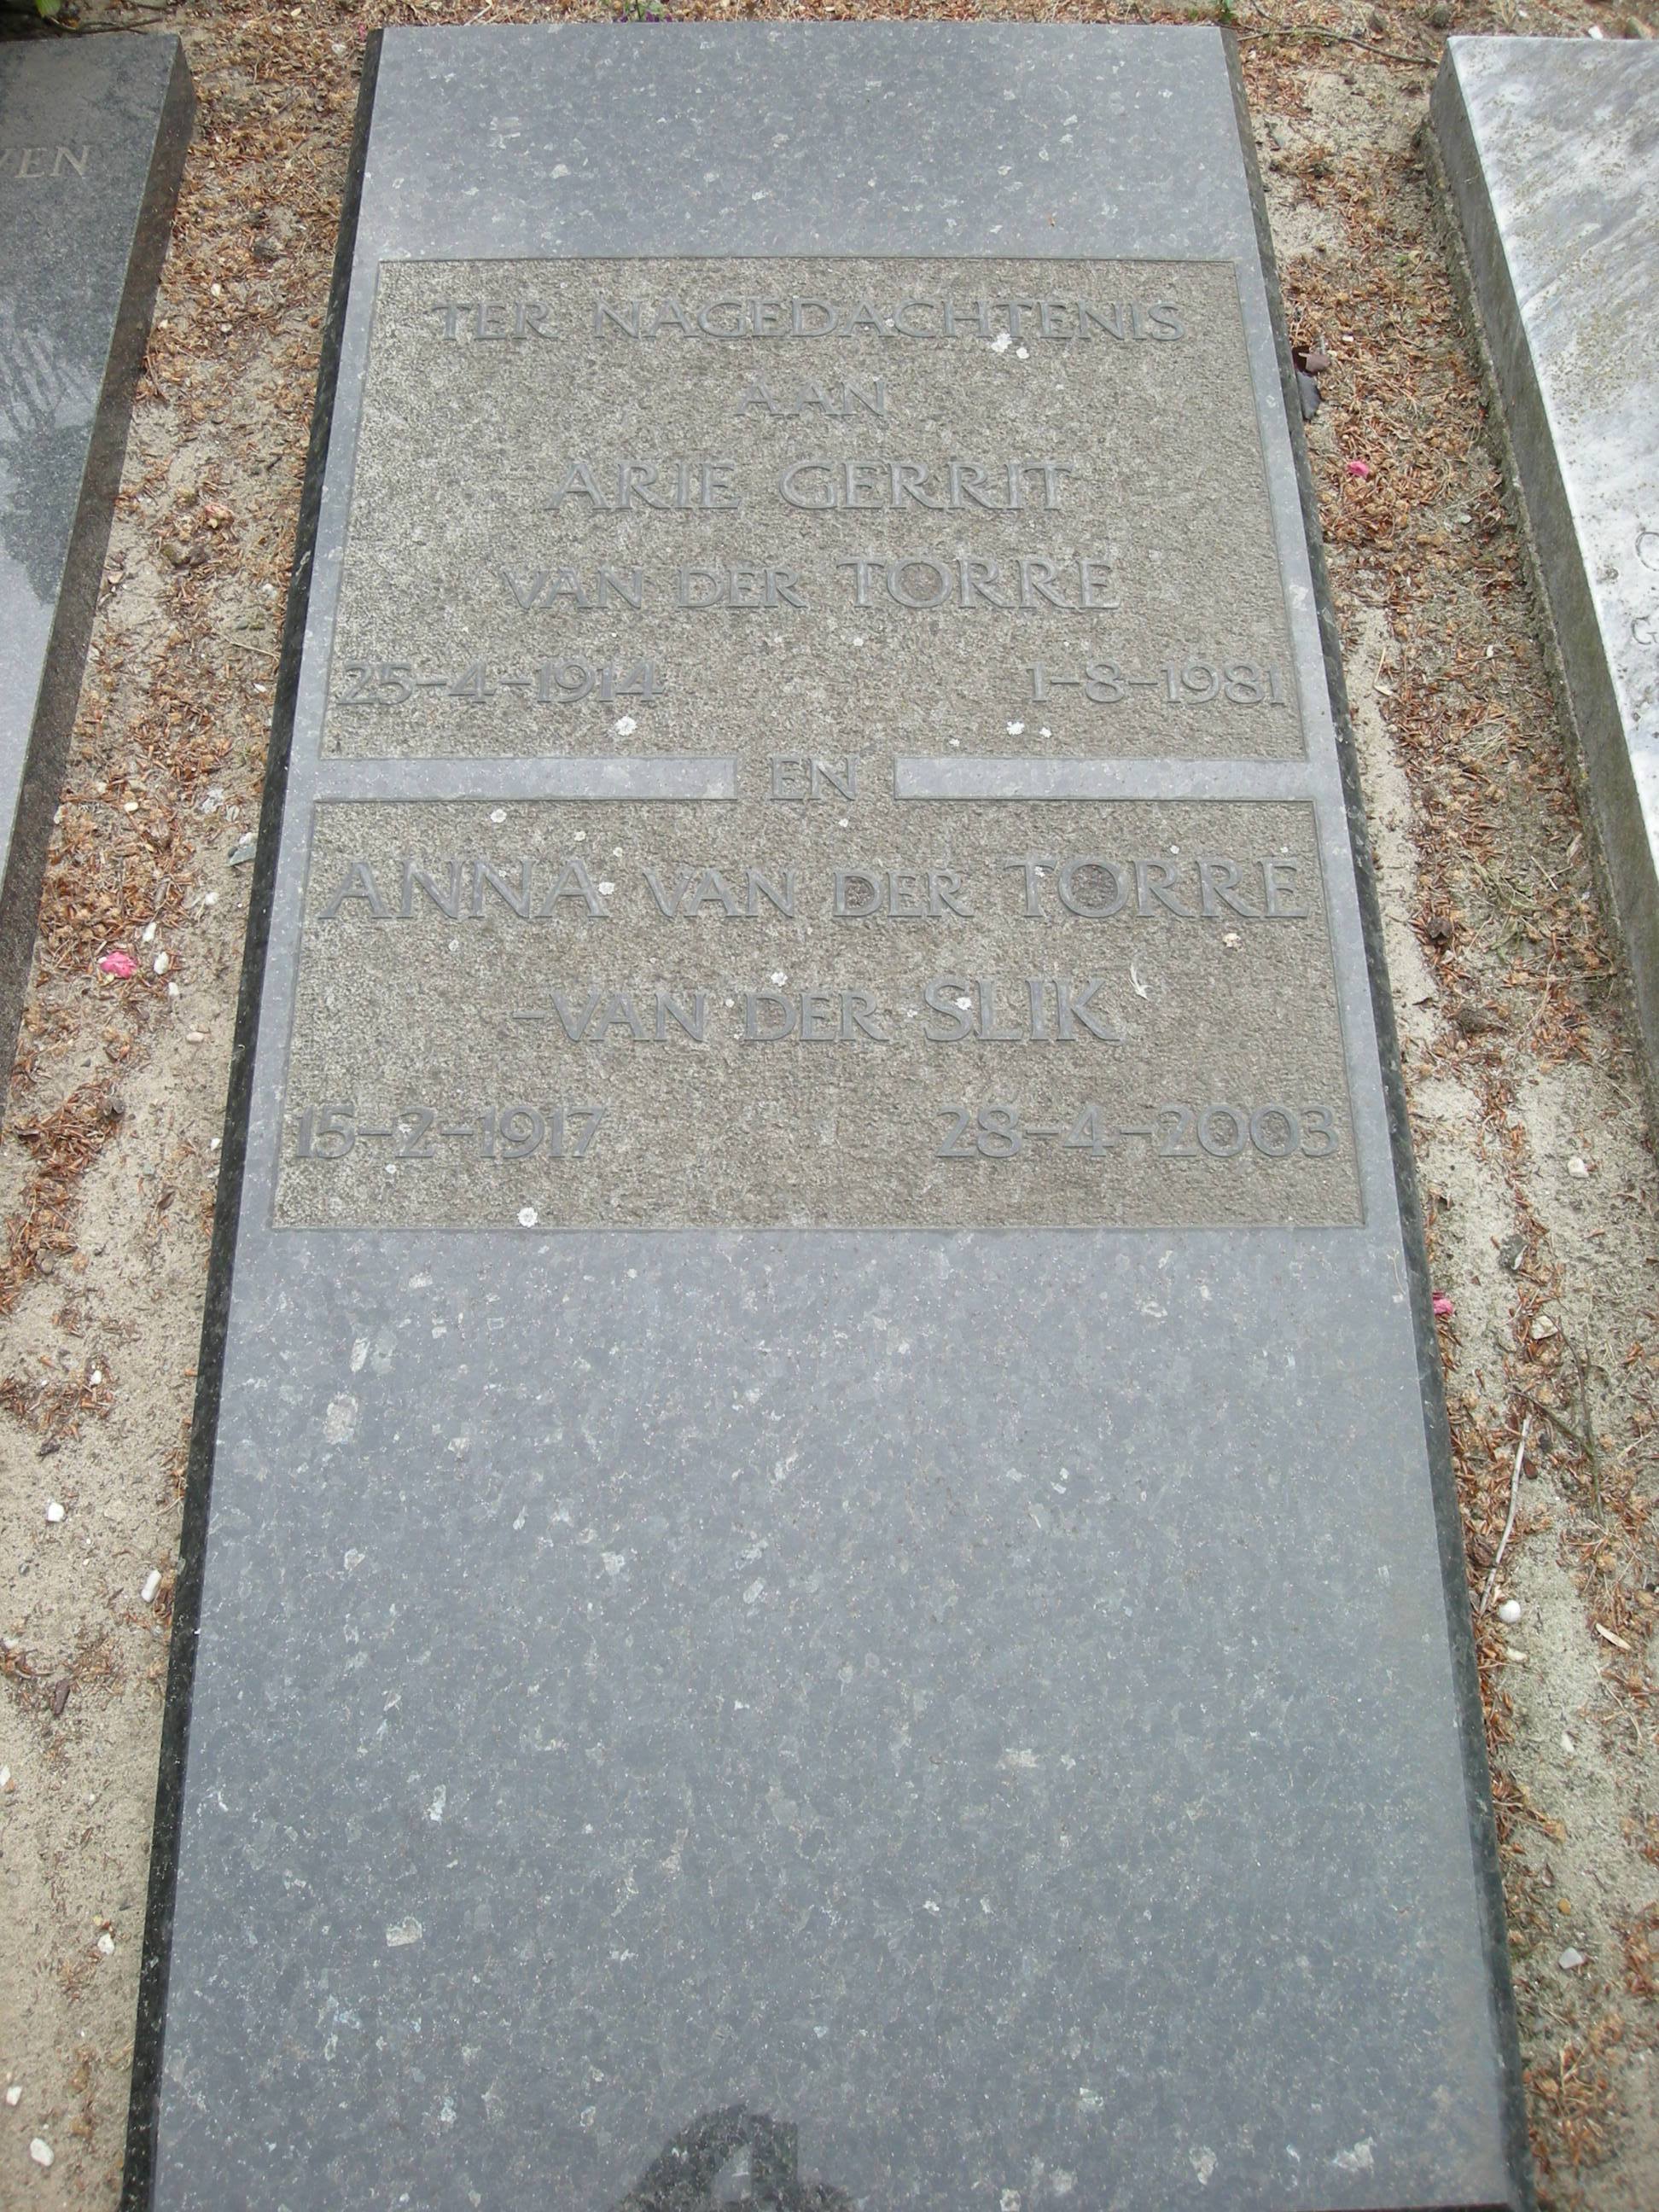 TER NAGEDACHTENIS
AAN
ARIE GERRIT
VAN DER TORRE
25-4-1914 1-8-1981
EN
ANNA VAN DER TORRE
-VAN DER SLIK
15-2-1917 28-4-2003